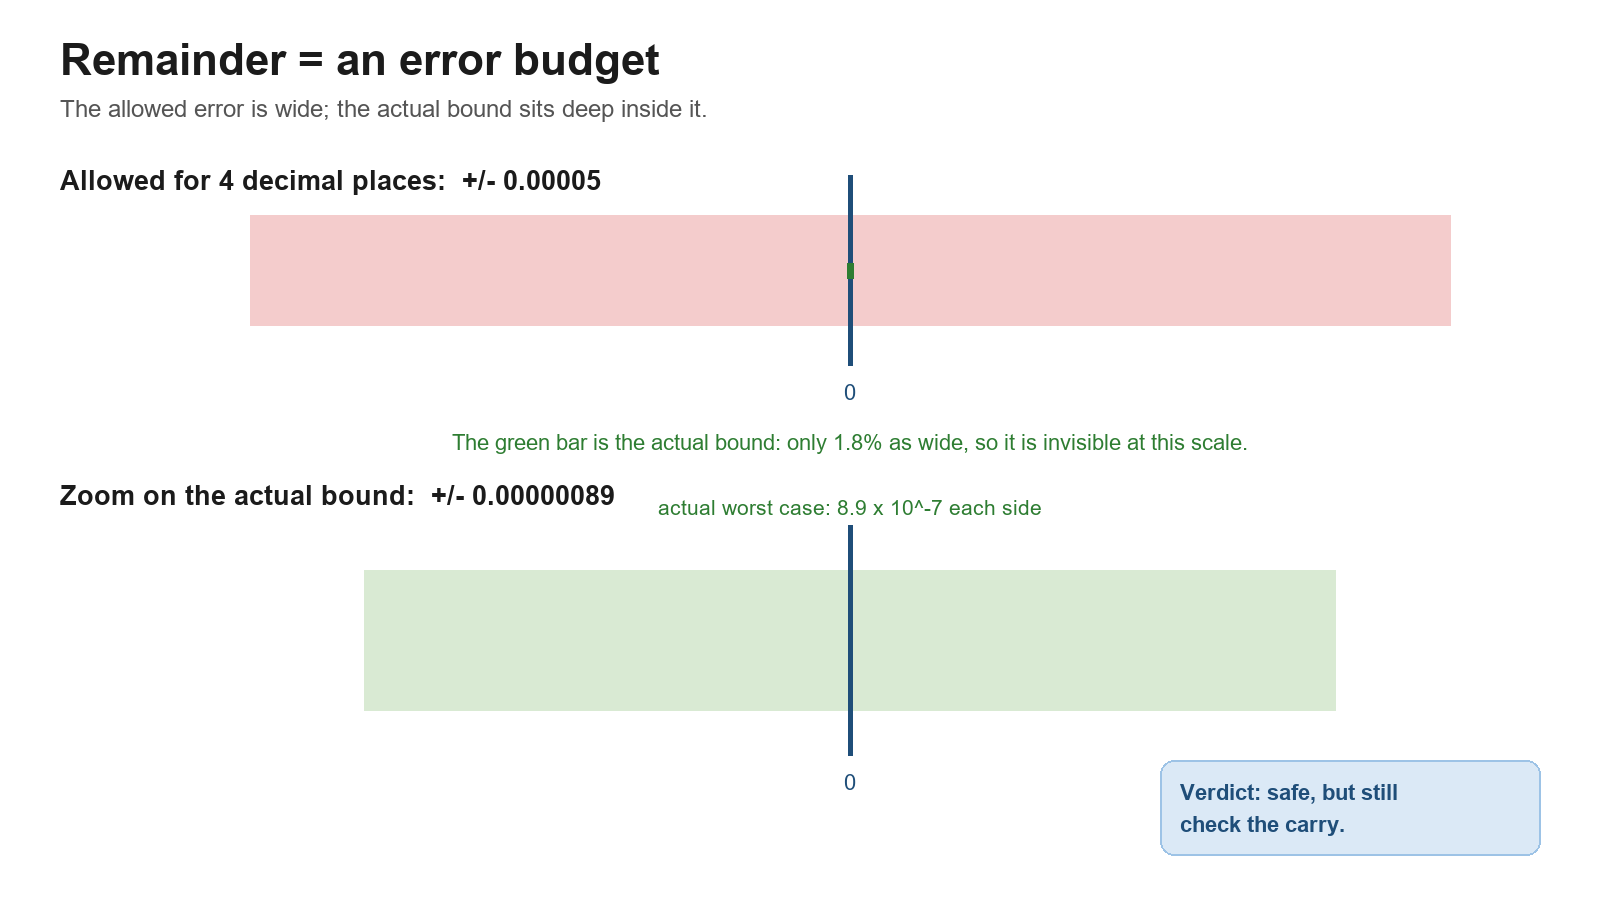 Remainder = an error budget
The allowed error is wide; the actual bound sits deep inside it.
Allowed for 4 decimal places:  +/- 0.00005
0
The green bar is the actual bound: only 1.8% as wide, so it is invisible at this scale.
Zoom on the actual bound:  +/- 0.00000089
actual worst case: 8.9 x 10^-7 each side
0
Verdict: safe, but still
check the carry.